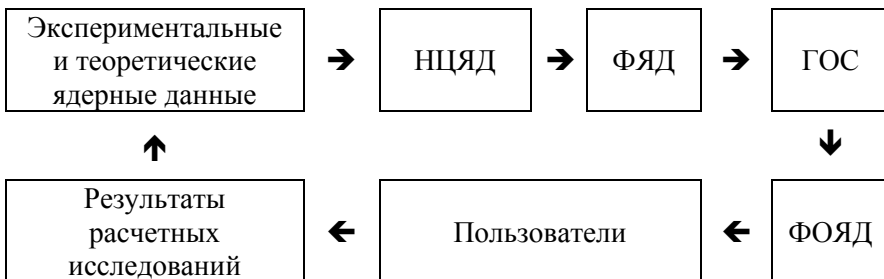 Экспериментальные
и теоретические
ядерные данные
НЦЯД
ФЯД
ГОС
Результаты
расчетных
исследований
Пользователи
ФОЯД